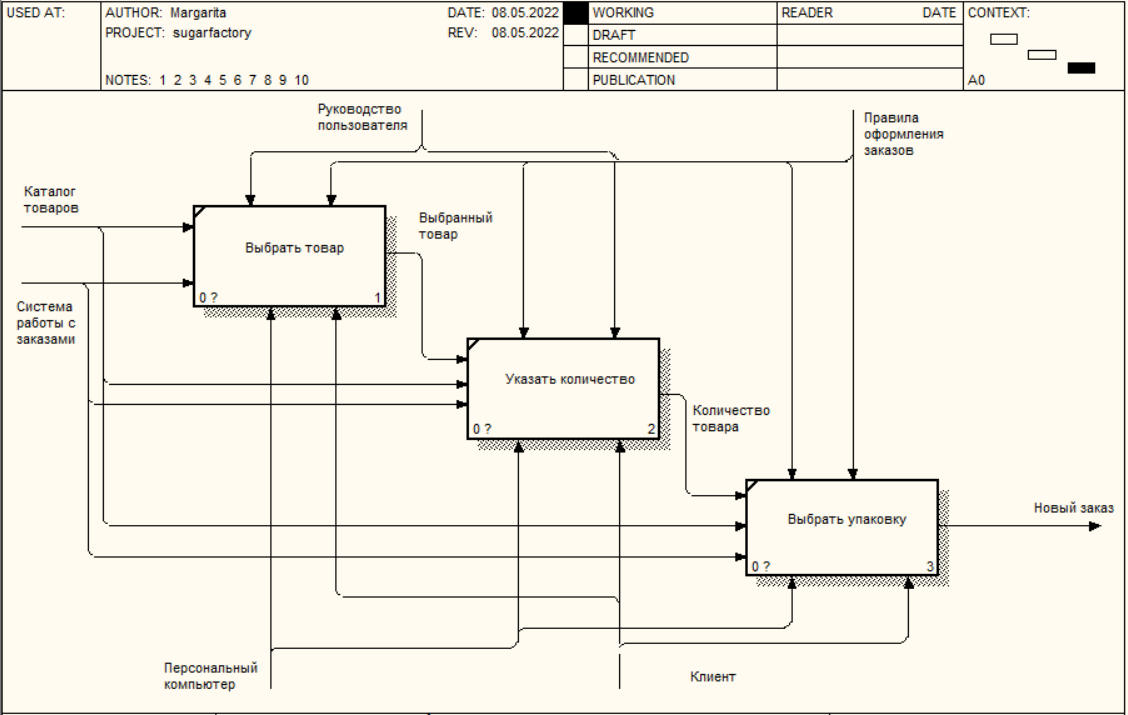 USED AT:
AUTHOR: Margarita
DATE: 08.05.2022
PROJECT: sugarfactory
REV: 08.05.2022
NOTES: 1 2 3 4 5 6 7 8 9 10
WORKING
DRAFT
RECOMMENDED
PUBLICATION
READER
DATE
CONTEXT:
A0
Руководство
пользователя
Правила
оформления
заказов
Каталог
товаров
Выбрать товар
0 ?
1
Выбранный
товар
Система
работы с
заказами
Указать количество
0 ?
2
Количество
товара
Выбрать упаковку
0 ?
3
Новый заказ
Персональный
компьютер
Клиент